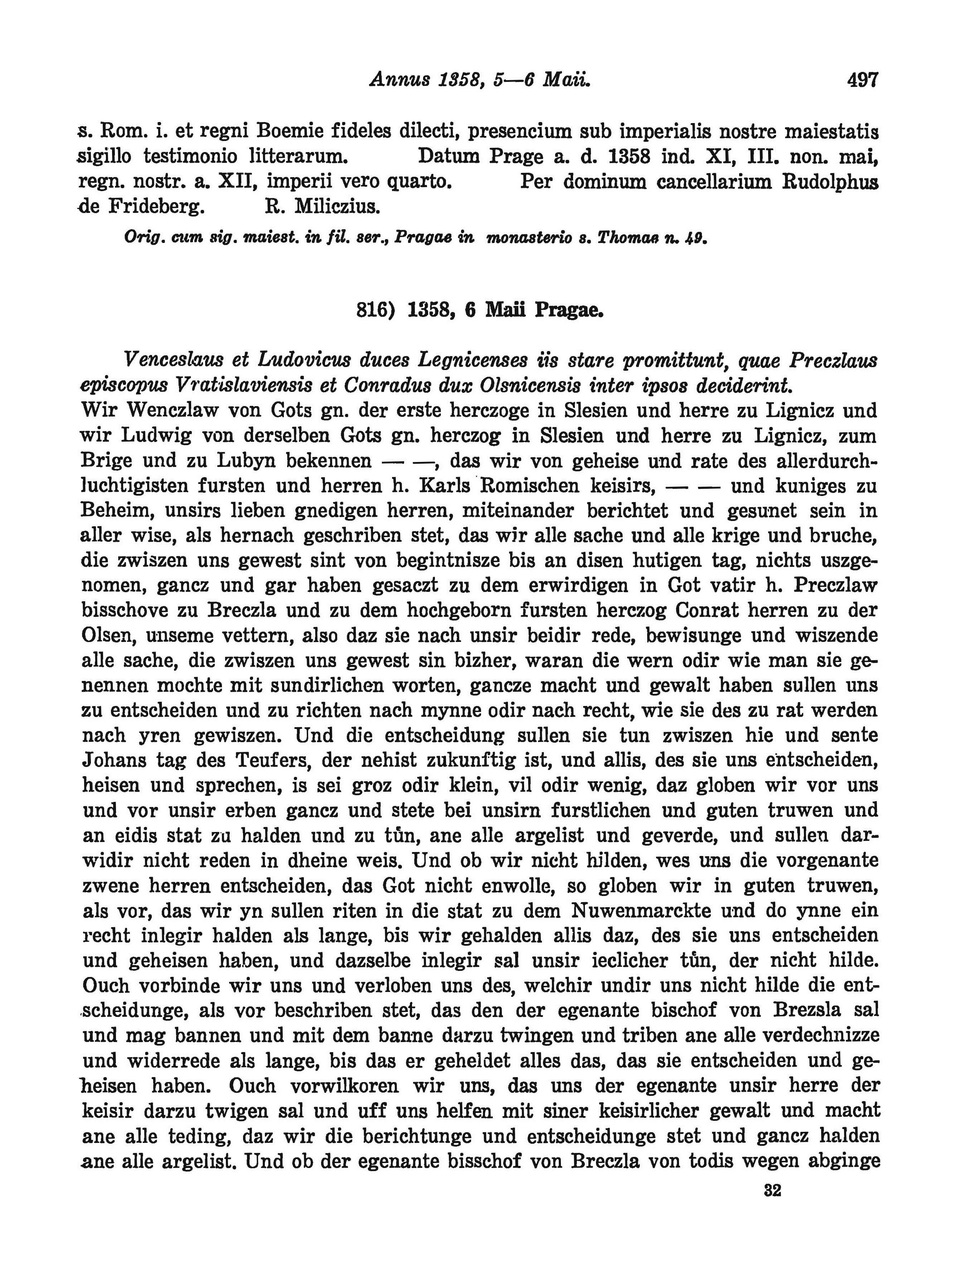 Annus 1358, 5—6 Maii. 497
s. Rom. i. et regni Boemie fideles dilecti, presencium sub imperialis nostre maiestatis
sigillo testimonio litterarum. Datum Prage a. d. 1358 ind. XI, III. non. mai,
regn. nostr. a. XII, imperii vero quarto. Per dominum cancellarium Rudolphus
de Frideberg. R. Miliczius.
Orig. cum sig. maiest. in fil. ser., Pragae in monasterio s. Thomae n. 49.
816) 1358, 6 Maii Pragae.
Venceslaus et Ludovicus duces Legnicenses iis stare promittunt, quae Preczlaus
episcopus Vratislaviensis et Conradus dux Olsnicensis inter ipsos deciderint.
Wir Wenczlaw von Gots gn. der erste herczoge in Slesien und herre zu Lignicz und
wir Ludwig von derselben Gots gn. herczog in Slesien und herre zu Lignicz, zum
Brige und zu Lubyn bekennen — —, das wir von geheise und rate des allerdurch-
luchtigisten fursten und herren h. Karls Romischen keisirs, — — und kuniges zu
Beheim, unsirs lieben gnedigen herren, miteinander berichtet und gesunet sein in
aller wise, als hernach geschriben stet, das wir alle sache und alle krige und bruche,
die zwiszen uns gewest sint von begintnisze bis an disen hutigen tag, nichts uszge-
nomen, gancz und gar haben gesaczt zu dem erwirdigen in Got vatir h. Preczlaw
bisschove zu Breczla und zu dem hochgeborn fursten herczog Conrat herren zu der
Olsen, unseme vettern, also daz sie nach unsir beidir rede, bewisunge und wiszende
alle sache, die zwiszen uns gewest sin bizher, waran die wern odir wie man sie ge-
nennen mochte mit sundirlichen worten, gancze macht und gewalt haben sullen uns
zu entscheiden und zu richten nach mynne odir nach recht, wie sie des zu rat werden
nach yren gewiszen. Und die entscheidung sullen sie tun zwiszen hie und sente
Johans tag des Teufers, der nehist zukunftig ist, und allis, des sie uns entscheiden,
heisen und sprechen, is sei groz odir klein, vil odir wenig, daz globen wir vor uns
und vor unsir erben gancz und stete bei unsirn furstlichen und guten truwen und
an eidis stat zu halden und zu tůn, ane alle argelist und geverde, und sullen dar-
widir nicht reden in dheine weis. Und ob wir nicht hilden, wes uns die vorgenante
zwene herren entscheiden, das Got nicht enwolle, so globen wir in guten truwen,
als vor, das wir yn sullen riten in die stat zu dem Nuwenmarckte und do ynne ein
recht inlegir halden als lange, bis wir gehalden allis daz, des sie uns entscheiden
und geheisen haben, und dazselbe inlegir sal unsir ieclicher tůn, der nicht hilde.
Ouch vorbinde wir uns und verloben uns des, welchir undir uns nicht hilde die ent-
scheidunge, als vor beschriben stet, das den der egenante bischof von Brezsla sal
und mag bannen und mit dem banne darzu twingen und triben ane alle verdechnizze
und widerrede als lange, bis das er geheldet alles das, das sie entscheiden und ge-
heisen haben. Ouch vorwilkoren wir uns, das uns der egenante unsir herre der
keisir darzu twigen sal und uff uns helfen mit siner keisirlicher gewalt und macht
ane alle teding, daz wir die berichtunge und entscheidunge stet und gancz halden
ane alle argelist. Und ob der egenante bisschof von Breczla von todis wegen abginge
32